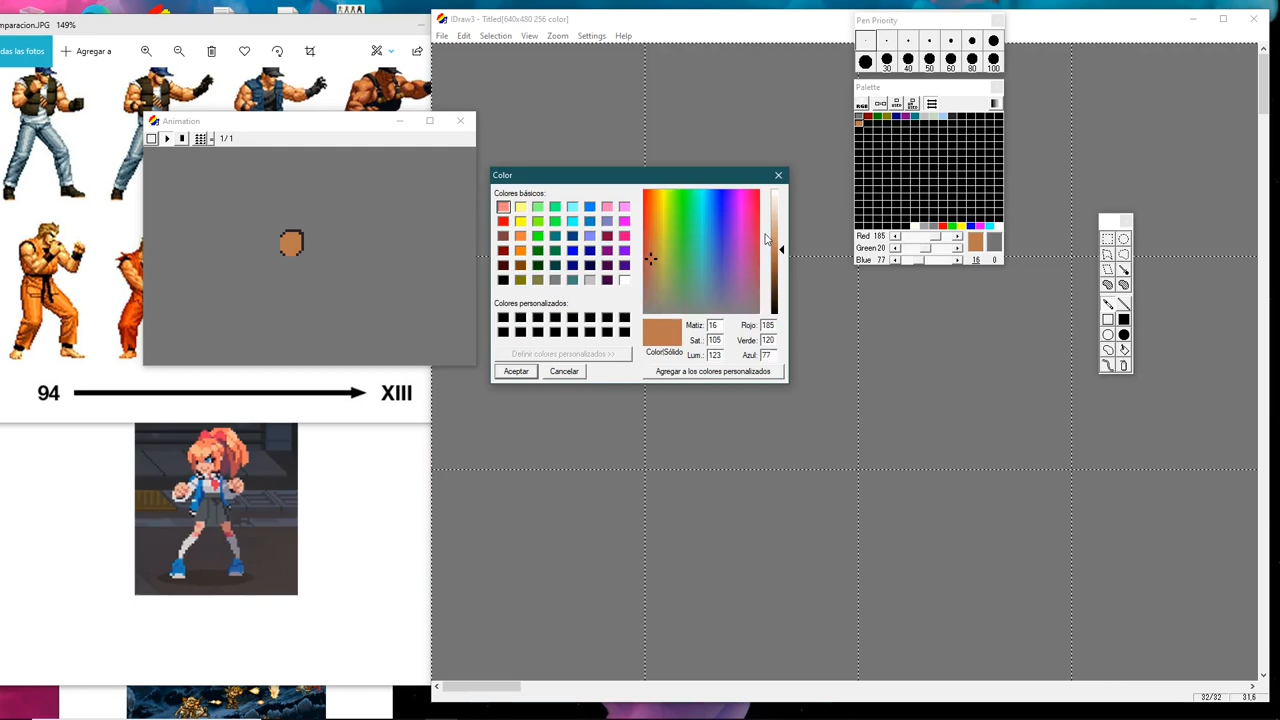 mparacion.JPG 149%
das las fotos
Agregar a
94
XIII
Animation
1/1
IDraw3 - Titled[640x480 256 color]
File Edit Selection View Zoom Settings Help
Color
Colores básicos:
Colores personalizados:
Definir colores personalizados >>
Aceptar Cancelar
Color|Sólido
Matiz: 16 Rojo: 185
Sat.: 105 Verde: 120
Lum.: 123 Azul: 77
Agregar a los colores personalizados
Pen Priority
30 40 50 60 80 100
Palette
RGB
Red 185
Green 20
Blue 77
16 0
32/32 31,6